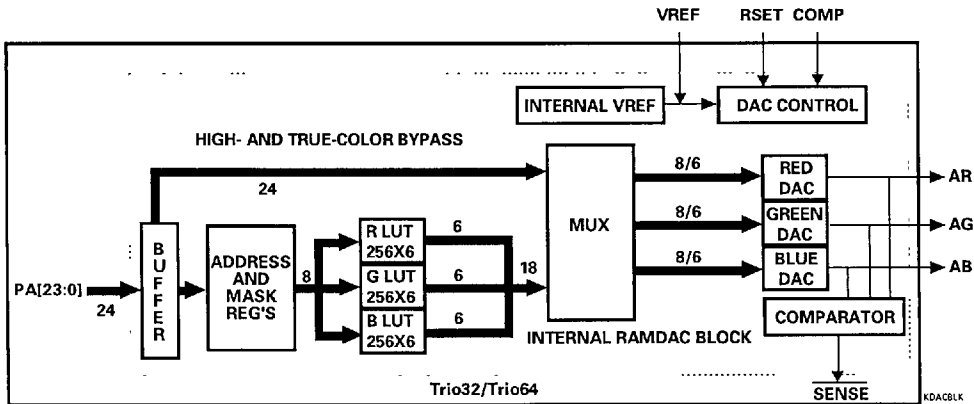 VREF
RSET COMP
INTERNAL VREF
DAC CONTROL
HIGH- AND TRUE-COLOR BYPASS
24
8/6
RED
DAC
AR
MUX
8/6
GREEN
DAC
AG
8/6
BLUE
DAC
AB
PA[23:0]
24
BUFFER
ADDRESS
AND
MASK
REG'S
8
R LUT
256X6
6
G LUT
256X6
6
18
B LUT
256X6
6
INTERNAL RAMDAC BLOCK
COMPARATOR
SENSE
Trio32/Trio64
KDACBLK